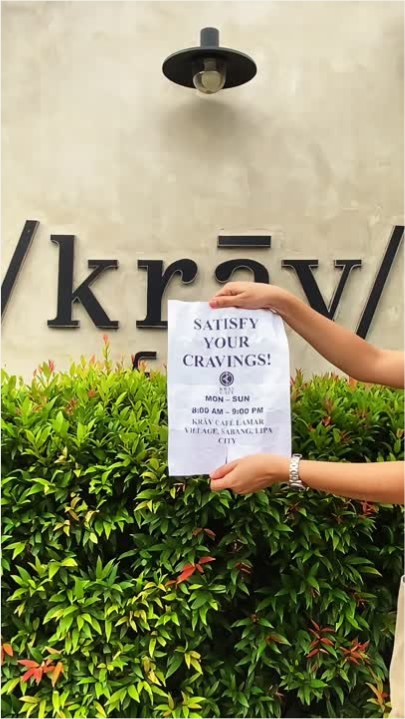 /krāv/
SATISFY
YOUR
CRAVINGS!
MON – SUN
8:00 AM – 9:00 PM
KRĀV CAFÉ LAMAR
VILLAGE, SABANG, LIPA
CITY